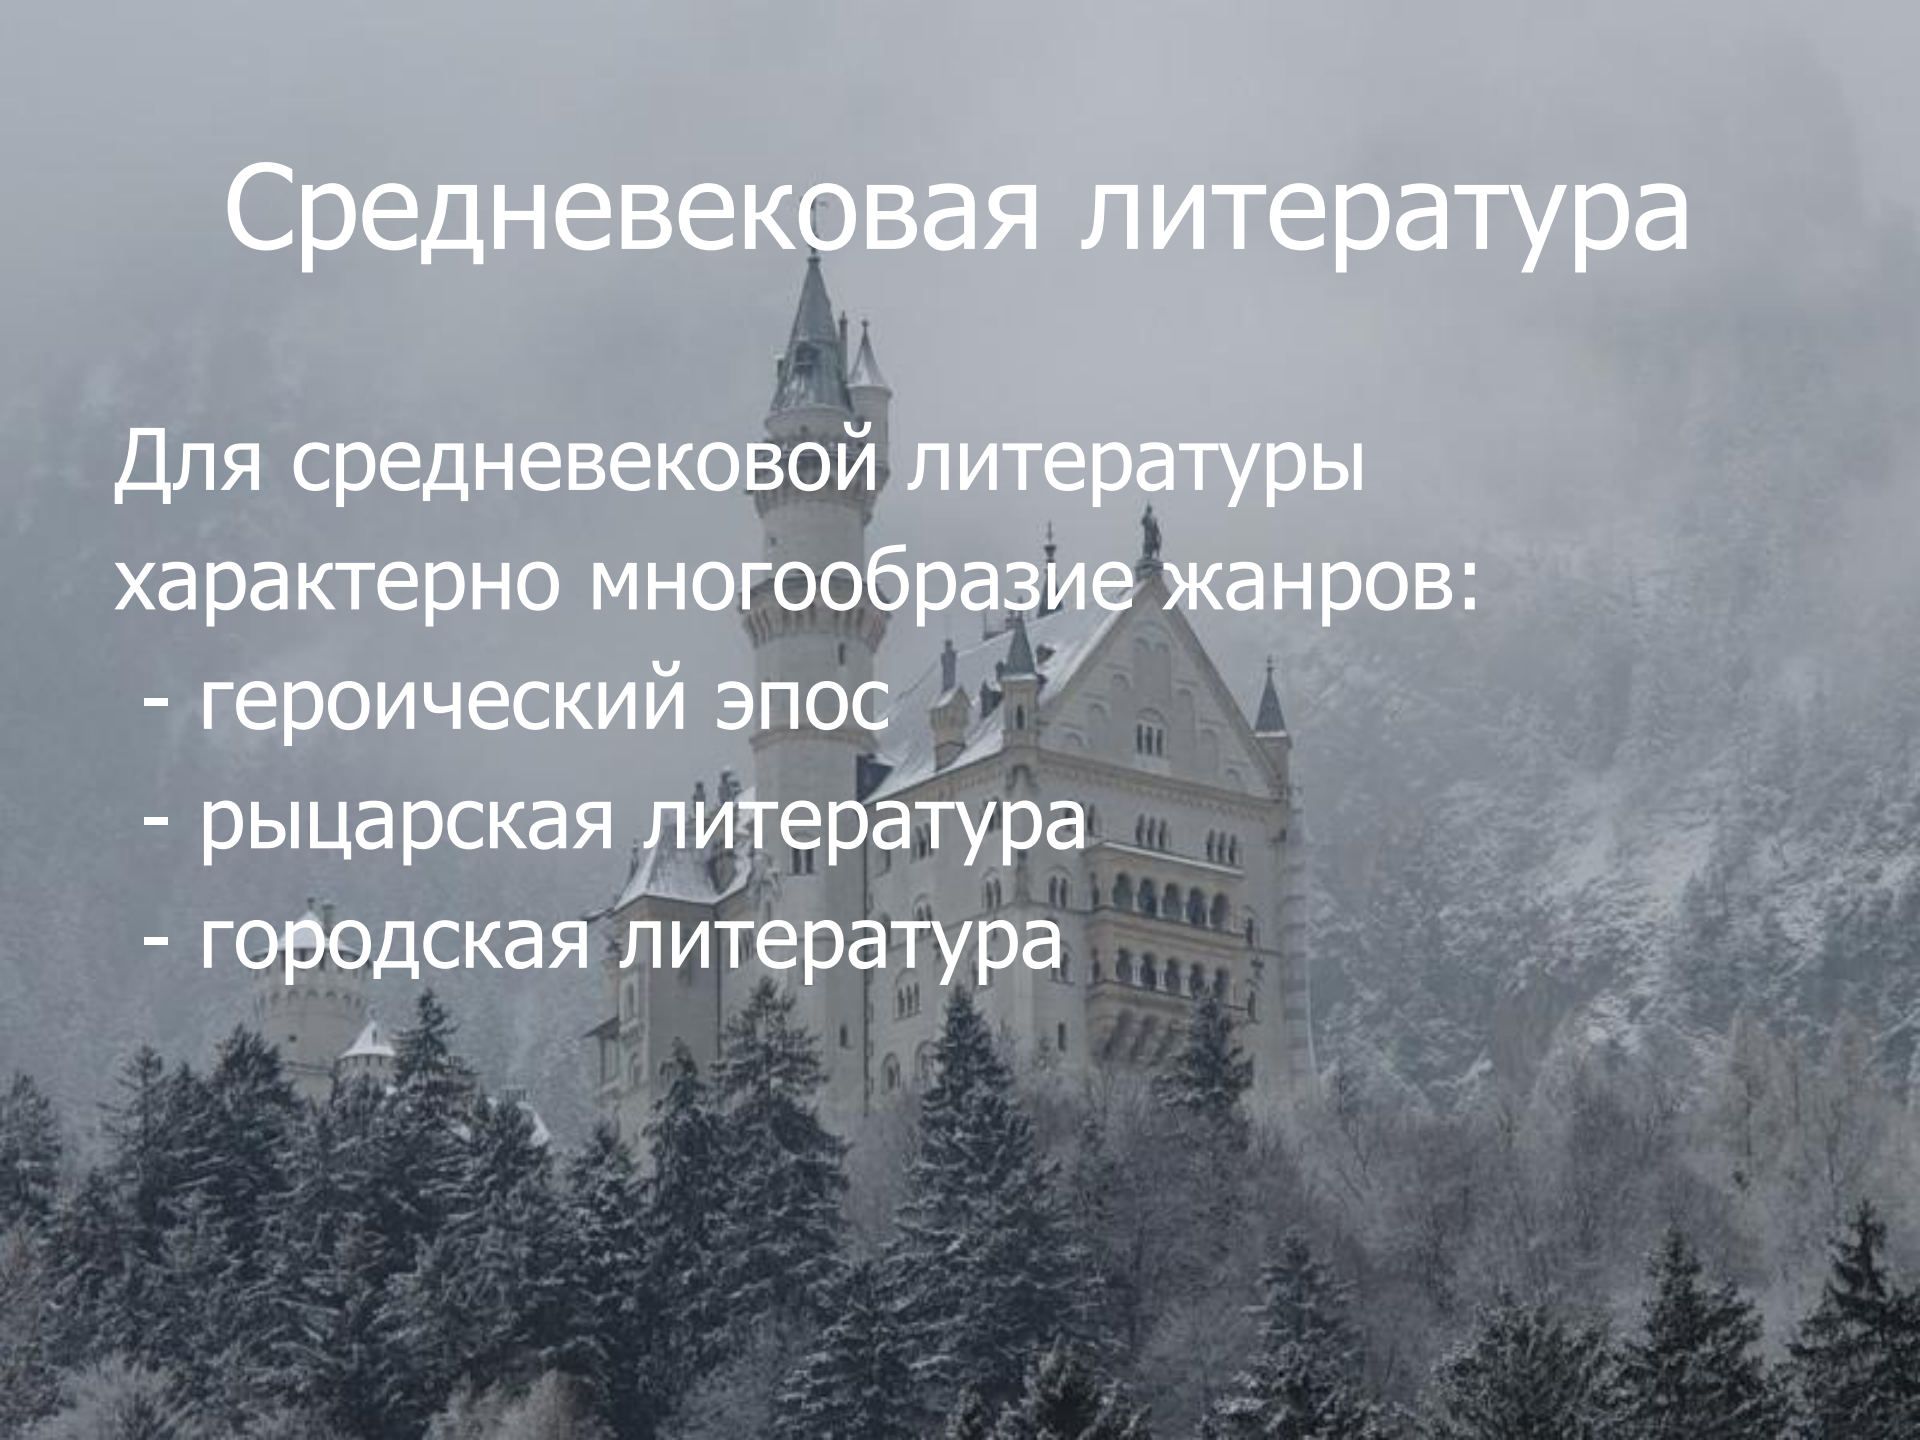 Средневековая литература
Для средневековой литературы
характерно многообразие жанров:
- героический эпос
- рыцарская литература
- городская литература